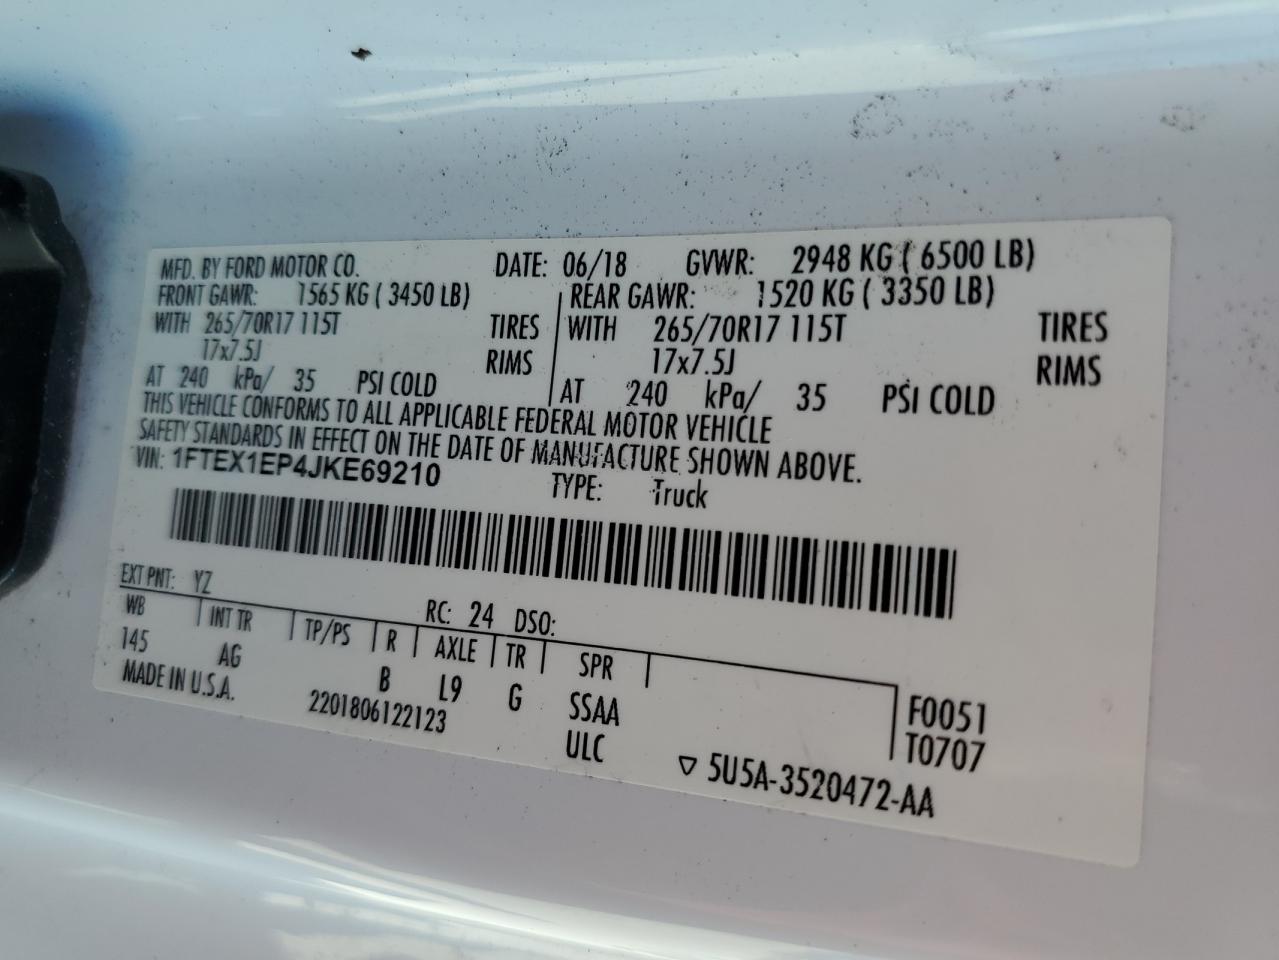 MFD. BY FORD MOTOR CO. DATE: 06/18 GVWR: 2948 KG ( 6500 LB)
FRONT GAWR: 1565 KG ( 3450 LB) REAR GAWR: 1520 KG ( 3350 LB)
WITH 265/70R17 115T TIRES WITH 265/70R17 115T TIRES
17x7.5J RIMS 17x7.5J RIMS
AT 240 kPa/ 35 PSI COLD AT 240 kPa/ 35 PSI COLD
THIS VEHICLE CONFORMS TO ALL APPLICABLE FEDERAL MOTOR VEHICLE
SAFETY STANDARDS IN EFFECT ON THE DATE OF MANUFACTURE SHOWN ABOVE.
VIN: 1FTEX1EP4JKE69210 TYPE: Truck
EXT PNT: YZ RC: 24 DSO:
WB INT TR TP/PS R AXLE TR SPR
145 AG B L9 G SSAA F0051
MADE IN U.S.A. 2201806122123 ULC T0707
▽ 5U5A-3520472-AA